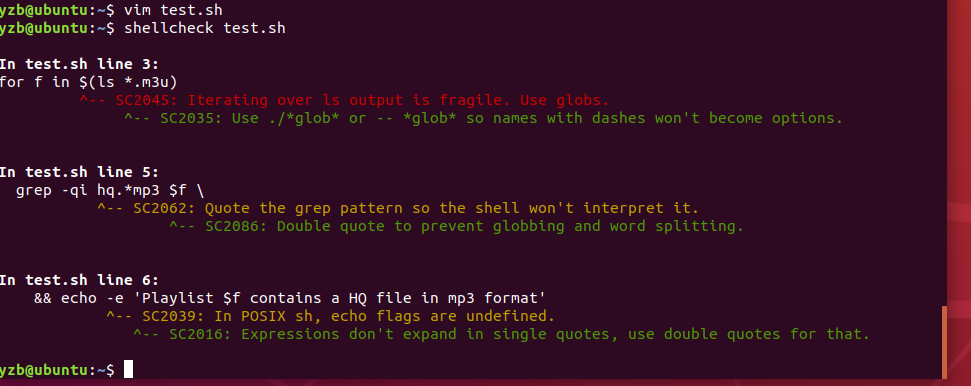 yzb@ubuntu:~$ vim test.sh
yzb@ubuntu:~$ shellcheck test.sh
In test.sh line 3:
for f in $(ls *.m3u)
^-- SC2045: Iterating over ls output is fragile. Use globs.
^-- SC2035: Use ./*glob* or -- *glob* so names with dashes won't become options.
In test.sh line 5:
grep -qi hq.*mp3 $f \
^-- SC2062: Quote the grep pattern so the shell won't interpret it.
^-- SC2086: Double quote to prevent globbing and word splitting.
In test.sh line 6:
&& echo -e 'Playlist $f contains a HQ file in mp3 format'
^-- SC2039: In POSIX sh, echo flags are undefined.
^-- SC2016: Expressions don't expand in single quotes, use double quotes for that.
yzb@ubuntu:~$